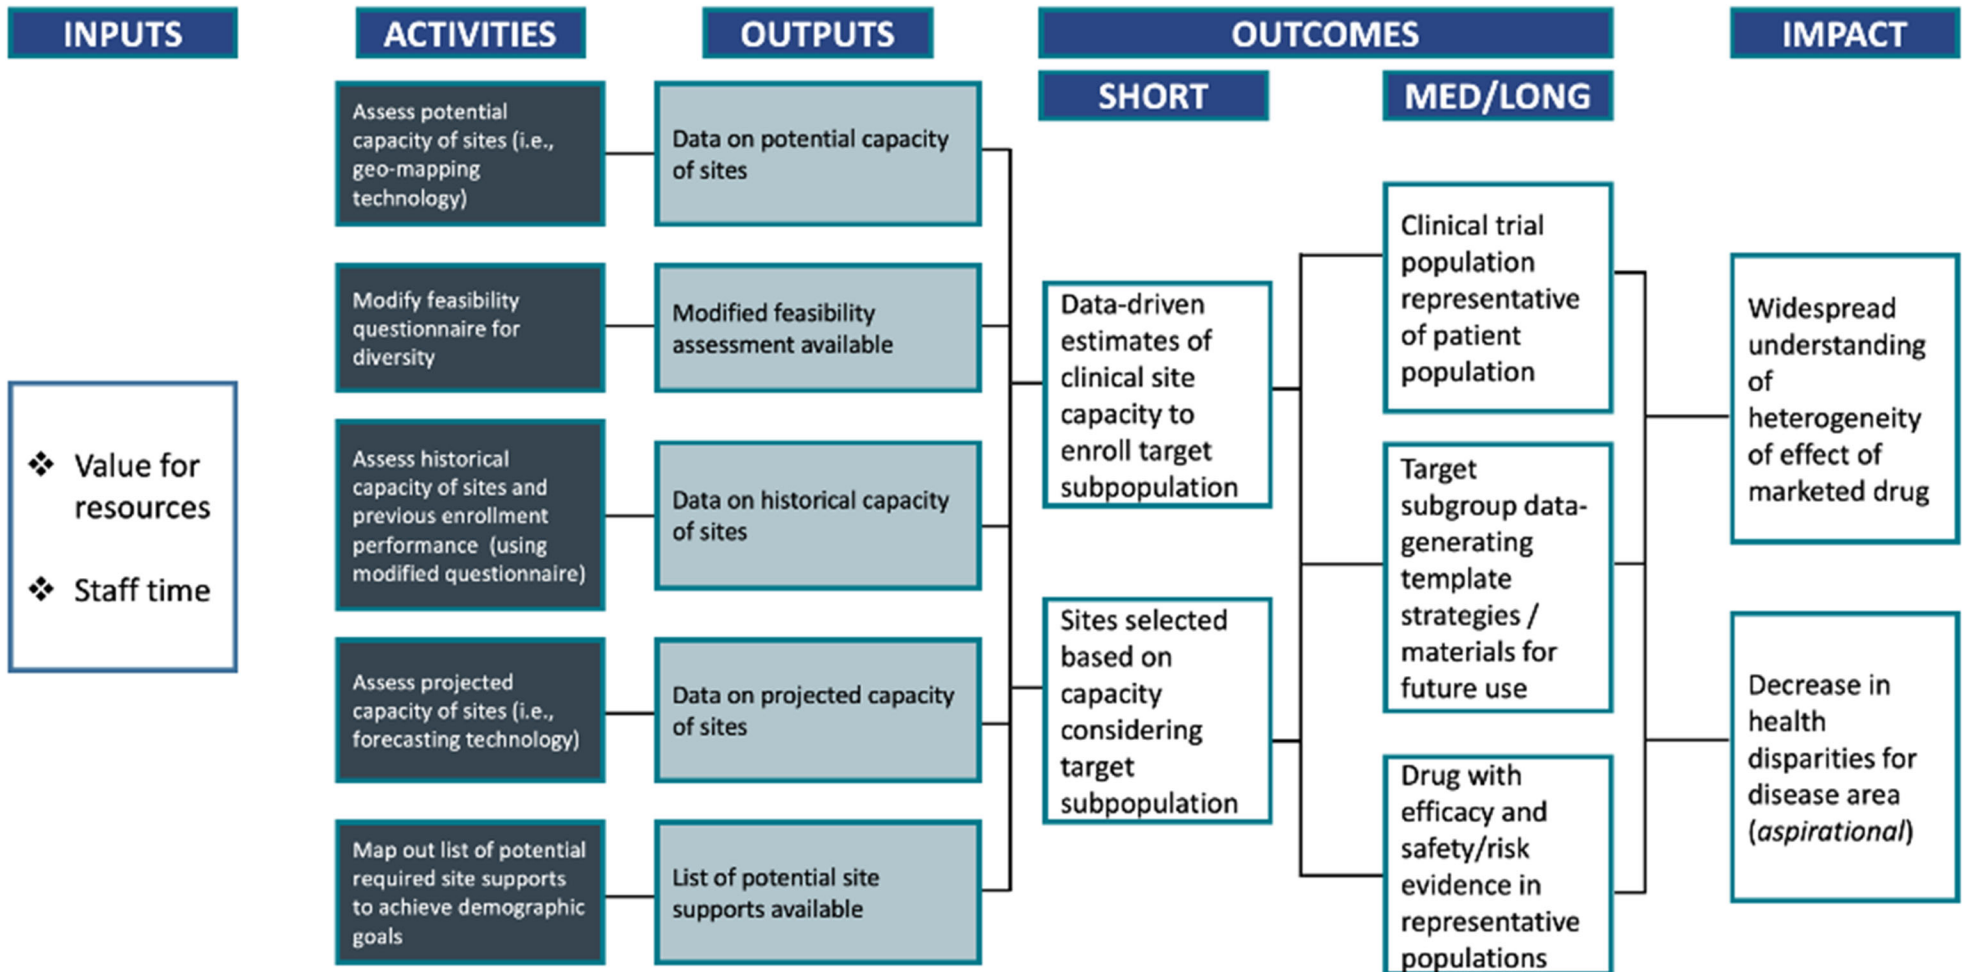 INPUTS
ACTIVITIES
OUTPUTS
OUTCOMES
IMPACT
SHORT
MED/LONG
❖ Value for
resources
❖ Staff time
Assess potential
capacity of sites (i.e.,
geo-mapping
technology)
Modify feasibility
questionnaire for
diversity
Assess historical
capacity of sites and
previous enrollment
performance (using
modified questionnaire)
Assess projected
capacity of sites (i.e.,
forecasting technology)
Map out list of potential
required site supports
to achieve demographic
goals
Data on potential capacity
of sites
Modified feasibility
assessment available
Data on historical capacity
of sites
Data on projected capacity
of sites
List of potential site
supports available
Data-driven
estimates of
clinical site
capacity to
enroll target
subpopulation
Sites selected
based on
capacity
considering
target
subpopulation
Clinical trial
population
representative
of patient
population
Target
subgroup data-
generating
template
strategies /
materials for
future use
Drug with
efficacy and
safety/risk
evidence in
representative
populations
Widespread
understanding
of
heterogeneity
of effect of
marketed drug
Decrease in
health
disparities for
disease area
(aspirational)